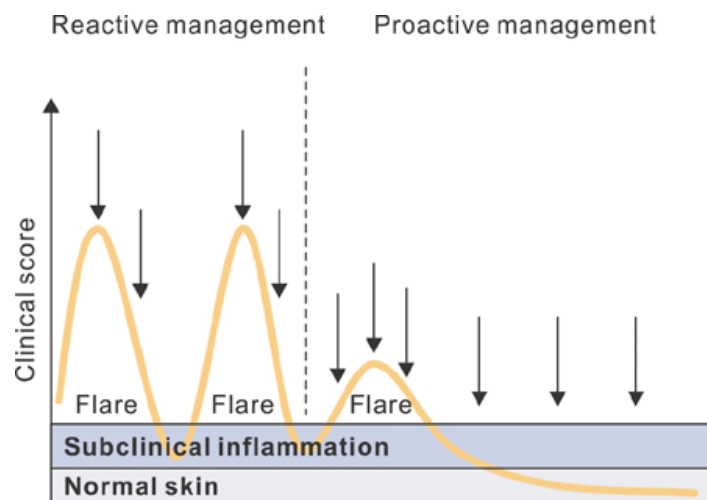 Reactive management
Proactive management
Clinical score
Flare
Flare
Flare
Subclinical inflammation
Normal skin